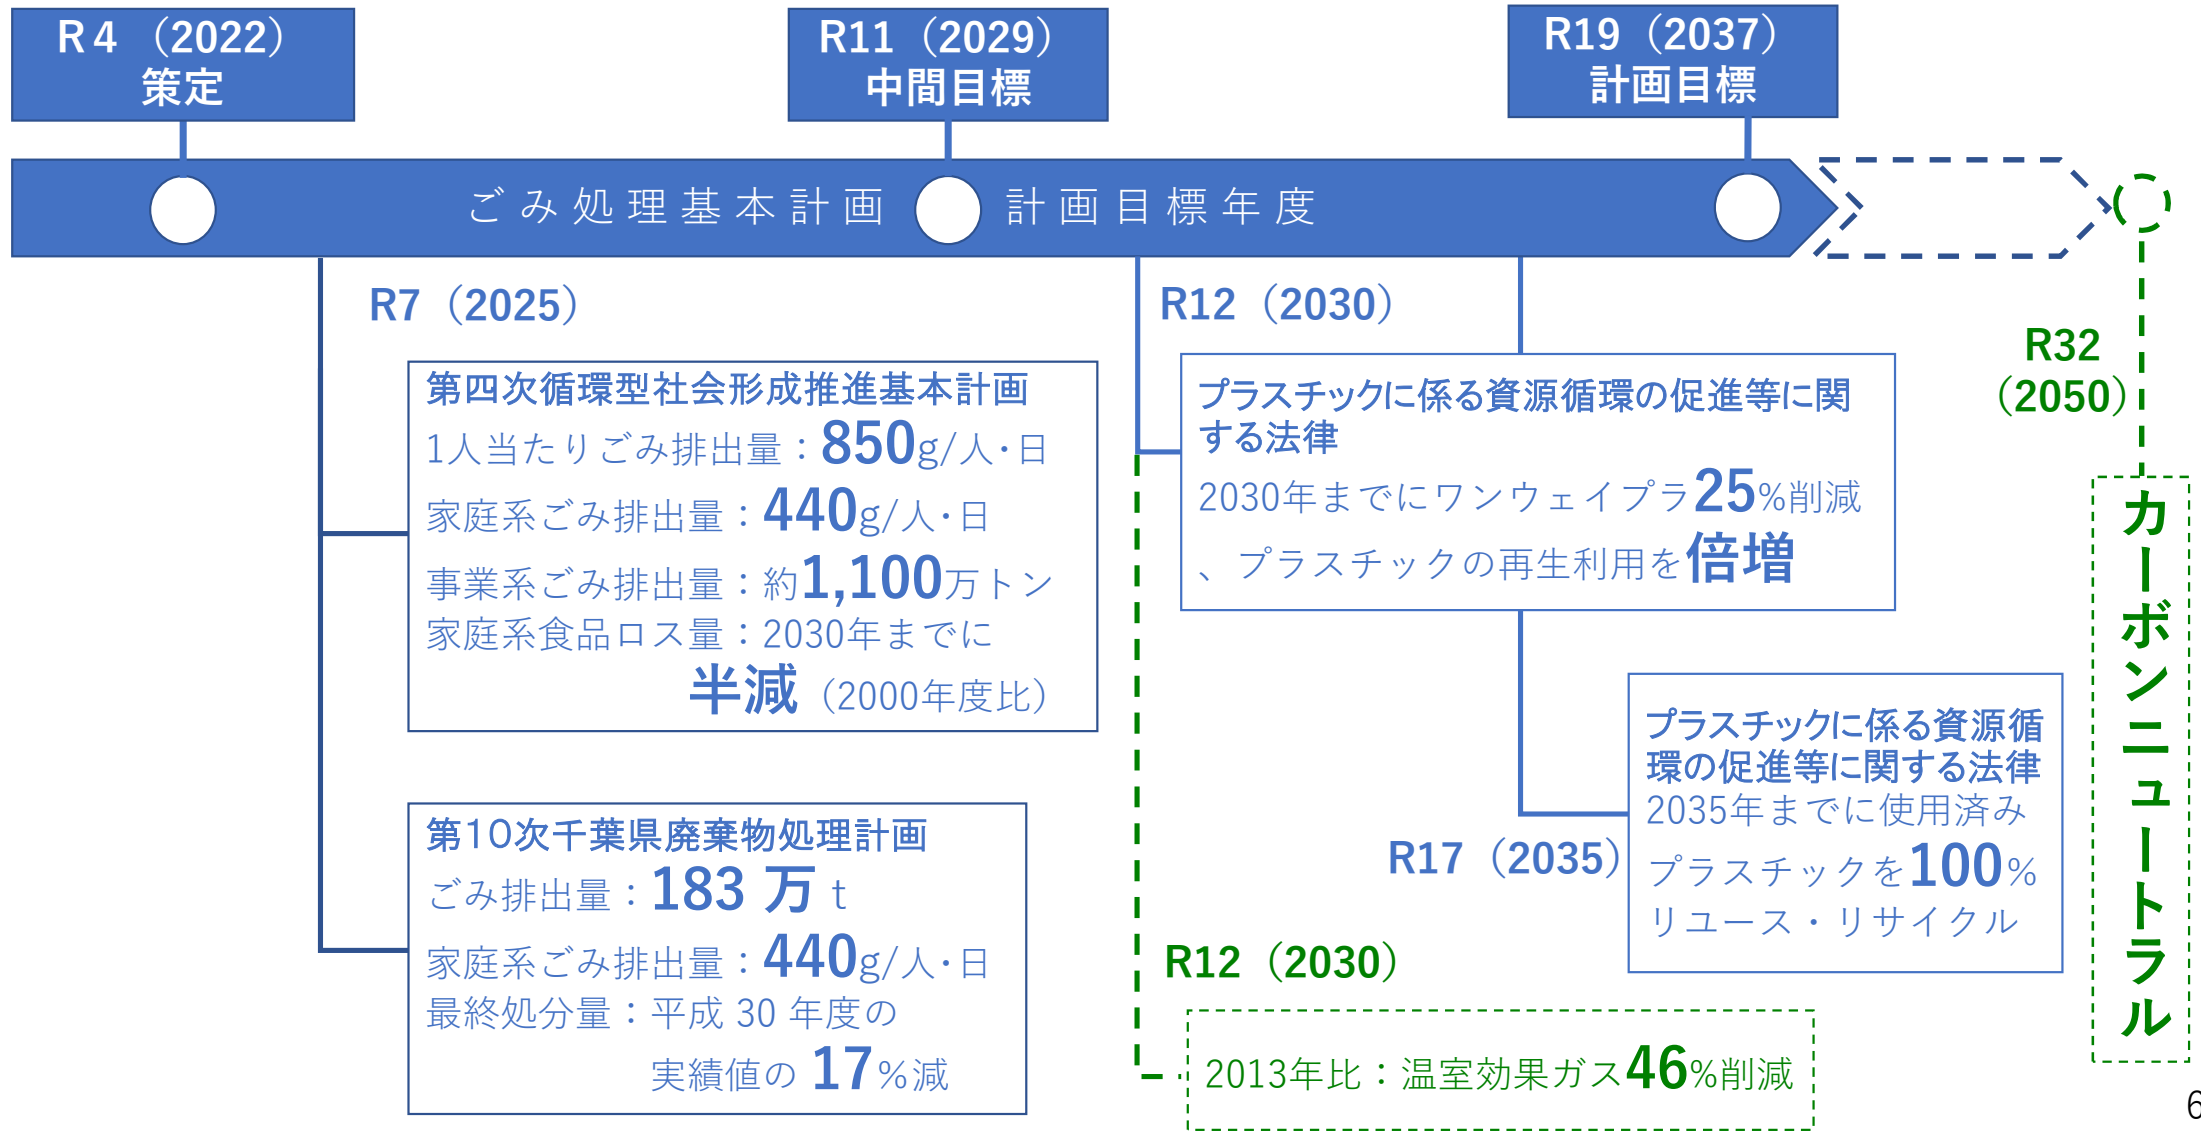 R４（2022）
策定
R11（2029）
中間目標
R19（2037）
計画目標
ごみ処理基本計画 計画目標年度
R7（2025）
第四次循環型社会形成推進基本計画
1人当たりごみ排出量：850g/人･日
家庭系ごみ排出量：440g/人･日
事業系ごみ排出量：約1,100万トン
家庭系食品ロス量：2030年までに
半減（2000年度比）
第10次千葉県廃棄物処理計画
ごみ排出量：183 万 t
家庭系ごみ排出量：440g/人･日
最終処分量：平成 30 年度の
実績値の 17％減
R12（2030）
プラスチックに係る資源循環の促進等に関
する法律
2030年までにワンウェイプラ25%削減
、プラスチックの再生利用を倍増
R17（2035）
プラスチックに係る資源循
環の促進等に関する法律
2035年までに使用済み
プラスチックを100％
リユース・リサイクル
R12（2030）
2013年比：温室効果ガス46%削減
R32
（2050）
カーボンニュートラル
6